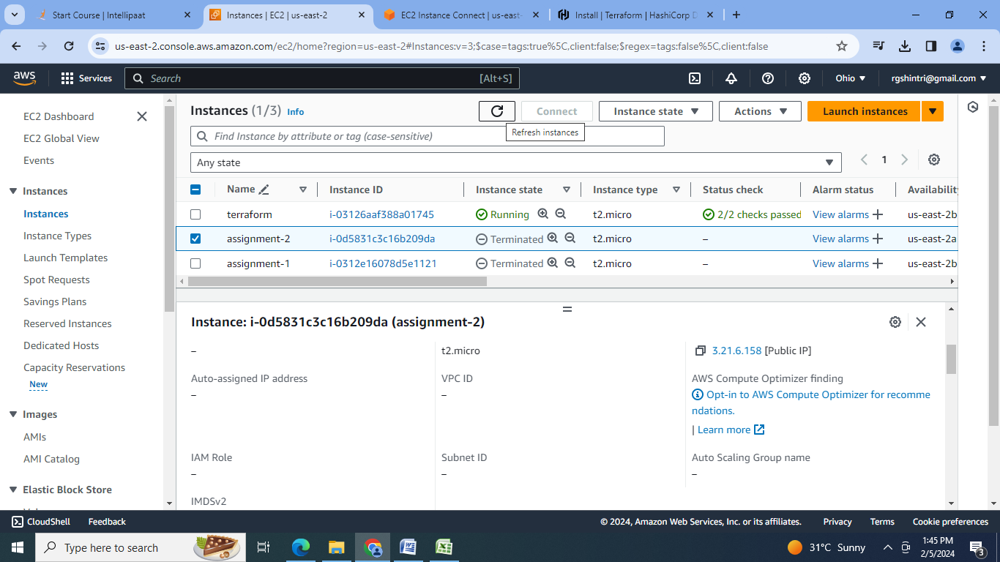 Start Course | Intellipaat
Instances | EC2 | us-east-2
EC2 Instance Connect | us-east-
Install | Terraform | HashiCorp D
us-east-2.console.aws.amazon.com/ec2/home?region=us-east-2#Instances:v=3;$case=tags:true%5C,client:false;$regex=tags:false%5C,client:false
aws
Services
Search
[Alt+S]
Ohio
rgshintri@gmail.com
EC2 Dashboard
EC2 Global View
Events
Instances
Instances
Instance Types
Launch Templates
Spot Requests
Savings Plans
Reserved Instances
Dedicated Hosts
Capacity Reservations
New
Images
AMIs
AMI Catalog
Elastic Block Store
Instances (1/3) Info
Connect
Instance state
Actions
Launch instances
Refresh instances
Find Instance by attribute or tag (case-sensitive)
Any state
1
Name Instance ID Instance state Instance type Status check Alarm status Availability
terraform i-03126aaf388a01745 Running t2.micro 2/2 checks passed View alarms + us-east-2b
assignment-2 i-0d5831c3c16b209da Terminated t2.micro – View alarms + us-east-2a
assignment-1 i-0312e16078d5e1121 Terminated t2.micro – View alarms + us-east-2b
Instance: i-0d5831c3c16b209da (assignment-2)
– t2.micro 3.21.6.158 [Public IP]
Auto-assigned IP address
–
VPC ID
–
AWS Compute Optimizer finding
Opt-in to AWS Compute Optimizer for recomme
ndations.
| Learn more
IAM Role
–
Subnet ID
–
Auto Scaling Group name
–
IMDSv2
CloudShell
Feedback
© 2024, Amazon Web Services, Inc. or its affiliates.
Privacy
Terms
Cookie preferences
Type here to search
31°C Sunny
1:45 PM
2/5/2024
3